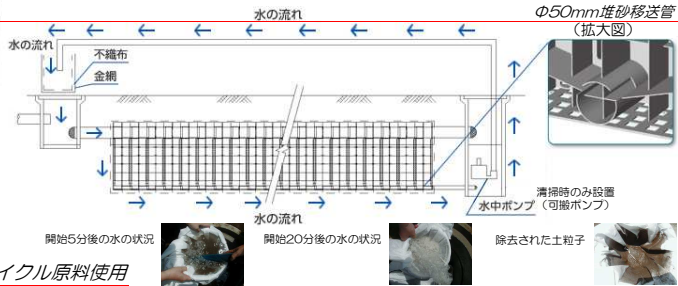 水の流れ
Φ50mm堆砂移送管
（拡大図）
水の流れ
不織布
金網
清掃時のみ設置
水中ポンプ（可搬ポンプ）
水の流れ
開始5分後の水の状況
開始20分後の水の状況
除去された土粒子
イクル原料使用